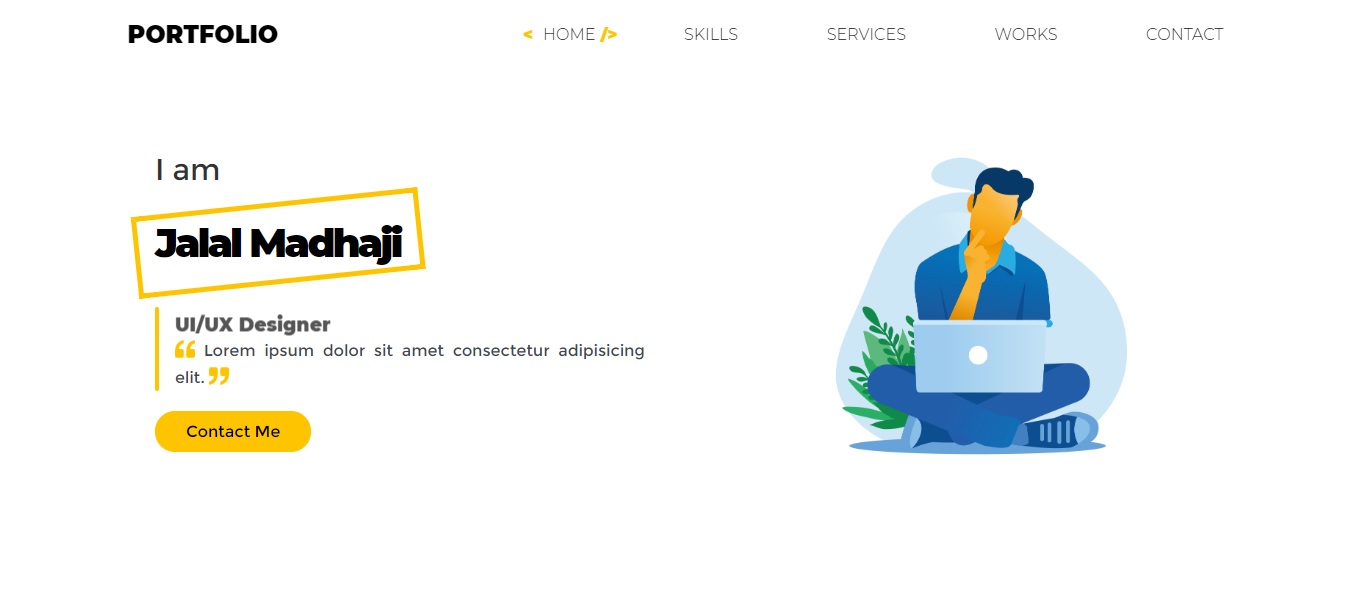 PORTFOLIO
< HOME /> SKILLS SERVICES WORKS CONTACT
I am
Jalal Madhaji
UI/UX Designer
“ Lorem ipsum dolor sit amet consectetur adipisicing
elit. ”
Contact Me